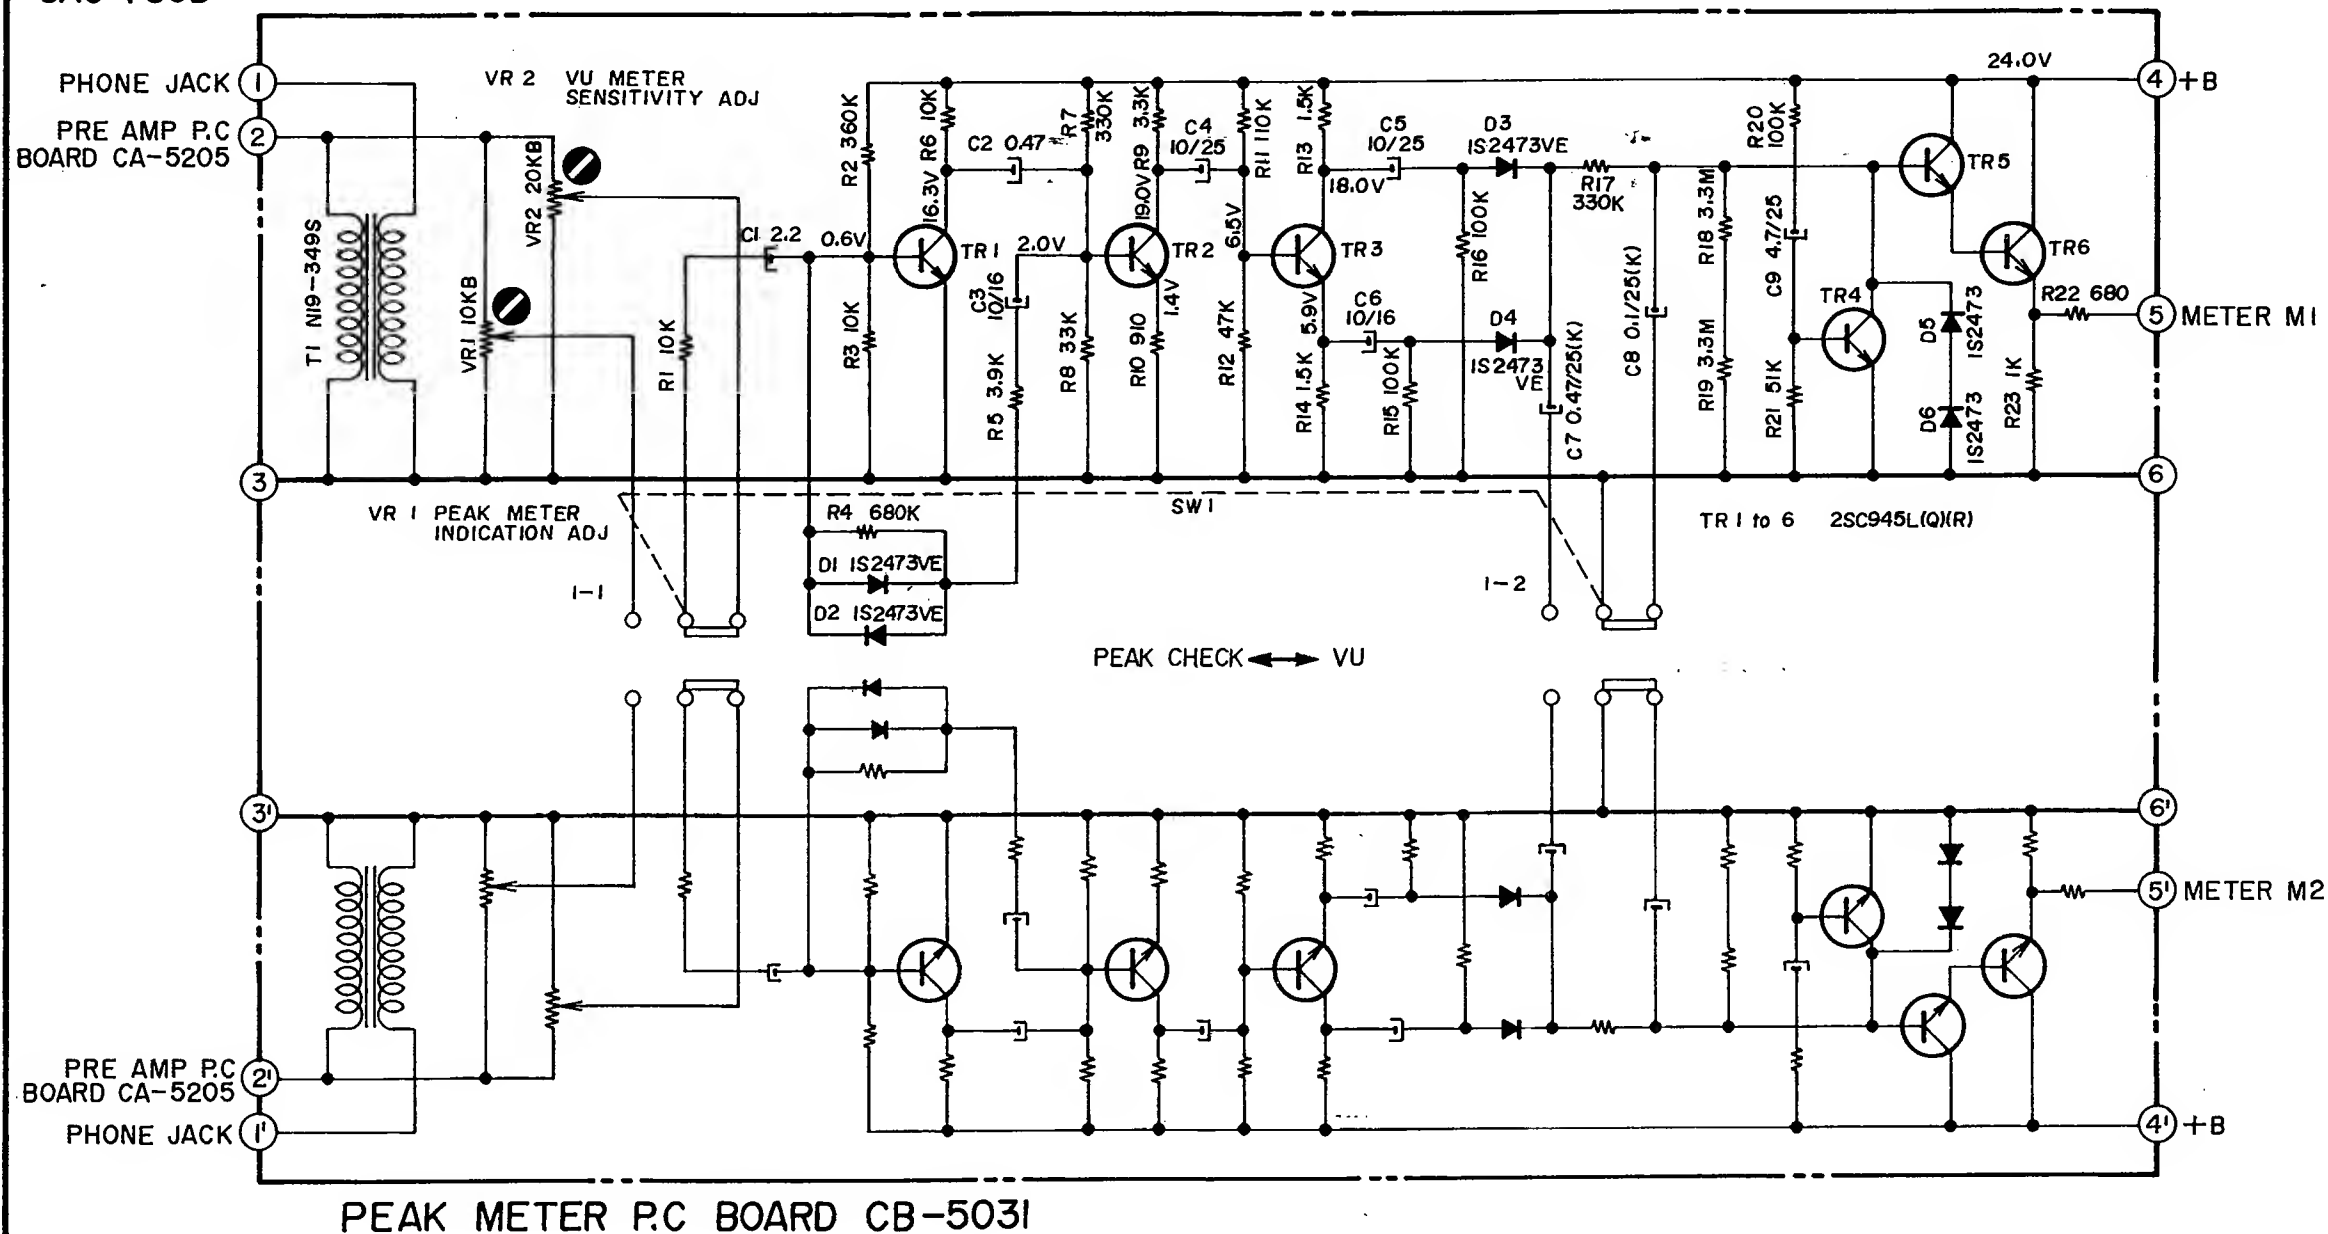 PHONE JACK 1
VR 2 VU METER
SENSITIVITY ADJ
24.0V
4 +B
PRE AMP P.C
BOARD CA-5205
2
R2 360K
R6 10K
C2 0.47
R7
330K
R9 3.3K
C4
10/25
R11 110K
R13 1.5K
C5
10/25
D3
1S2473VE
R17
330K
R20
100K
TR5
VR2 20KB
16.3V
19.0V
18.0V
R16 100K
R18 3.3M
C9 4.7/25
T1 N19-349S
VR1 10KB
R1 10K
C1 2.2
0.6V
TR1
2.0V
TR2
6.5V
TR3
TR6
R3 10K
C3
10/16
R5 3.9K
R8 33K
1.4V
R10 910
R12 47K
5.9V
C6
10/16
R14 1.5K
R15 100K
D4
1S2473
VE
C7 0.47/25(K)
C8 0.1/25(K)
R19 3.3M
R21 51K
TR4
D5
1S2473
D6
1S2473
R22 680
R23 1K
5 METER M1
3
6
VR 1 PEAK METER
INDICATION ADJ
SW1
TR 1 to 6 2SC945L(Q)(R)
R4 680K
D1 1S2473VE
D2 1S2473VE
1-1
1-2
PEAK CHECK VU
3'
6'
5' METER M2
PRE AMP P.C
BOARD CA-5205
2'
PHONE JACK 1'
4' +B
PEAK METER P.C BOARD CB-5031